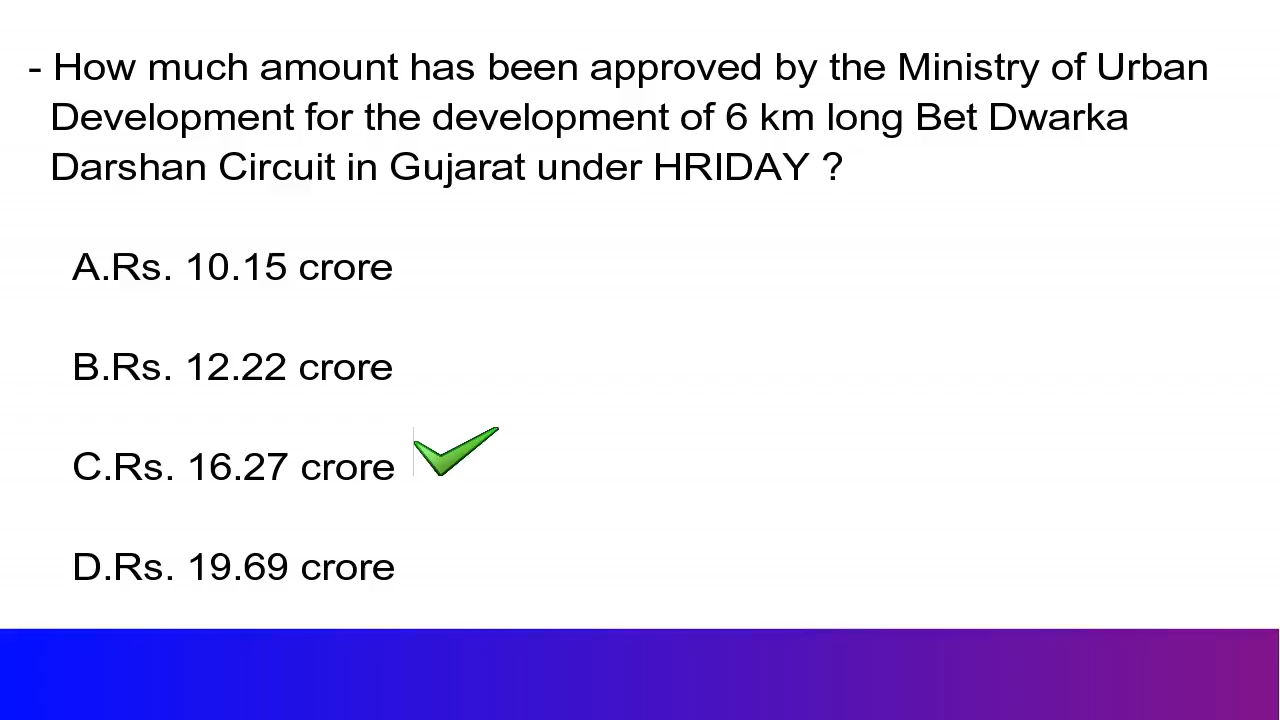 - How much amount has been approved by the Ministry of Urban
Development for the development of 6 km long Bet Dwarka
Darshan Circuit in Gujarat under HRIDAY ?
A.Rs. 10.15 crore
B.Rs. 12.22 crore
C.Rs. 16.27 crore
D.Rs. 19.69 crore